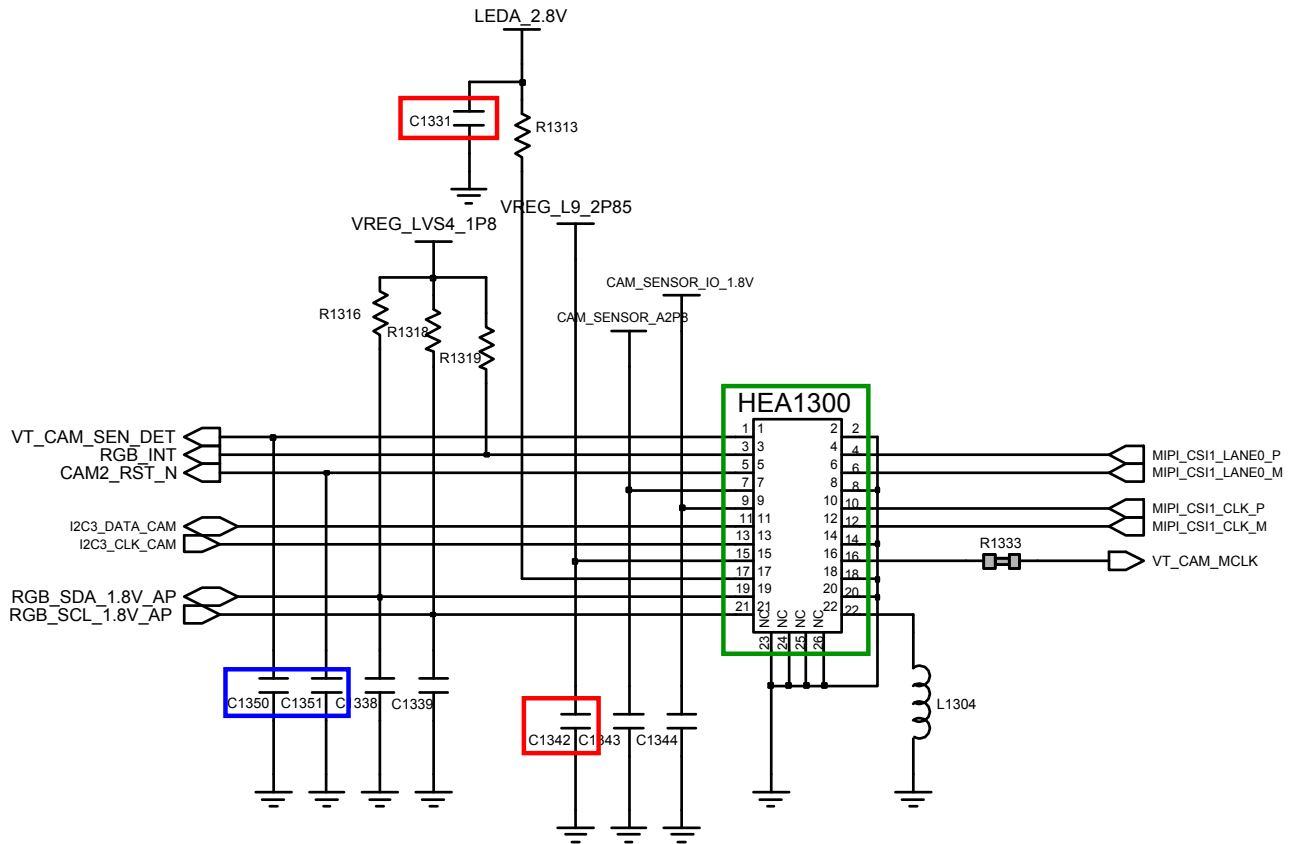 LEDA_2.8V
C1331
R1313
VREG_L9_2P85
VREG_LVS4_1P8
CAM_SENSOR_IO_1.8V
R1316
CAM_SENSOR_A2P8
R1318
R1319
HEA1300
VT_CAM_SEN_DET
1 1 2 2
RGB_INT
3 3 4 4
MIPI_CSI1_LANE0_P
CAM2_RST_N
5 5 6 6
MIPI_CSI1_LANE0_M
7 7 8 8
9 9 10 10
MIPI_CSI1_CLK_P
I2C3_DATA_CAM
11 11 12 12
MIPI_CSI1_CLK_M
I2C3_CLK_CAM
13 13 14 14
R1333
15 15 16 16
VT_CAM_MCLK
17 17 18 18
RGB_SDA_1.8V_AP
19 19 20 20
RGB_SCL_1.8V_AP
21 21 22 22
NC NC NC NC
23 24 25 26
C1350 C1351 C1338 C1339
L1304
C1342 C1343 C1344